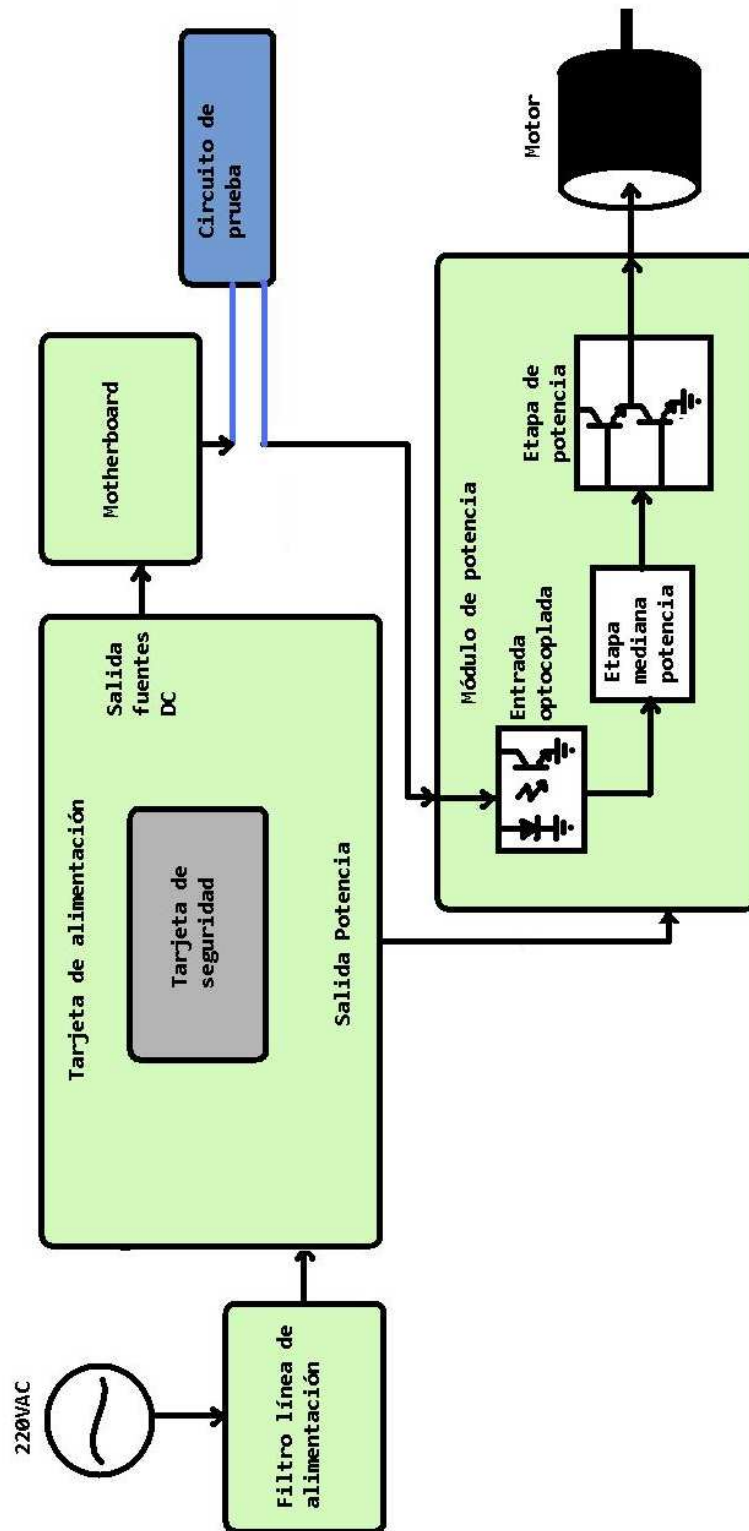 220VAC
Filtro línea de
alimentación
Tarjeta de alimentación
Tarjeta de
seguridad
Salida
fuentes
DC
Salida Potencia
Motherboard
Circuito de
prueba
Módulo de potencia
Entrada
optocoplada
Etapa
mediana
potencia
Etapa de
potencia
Motor